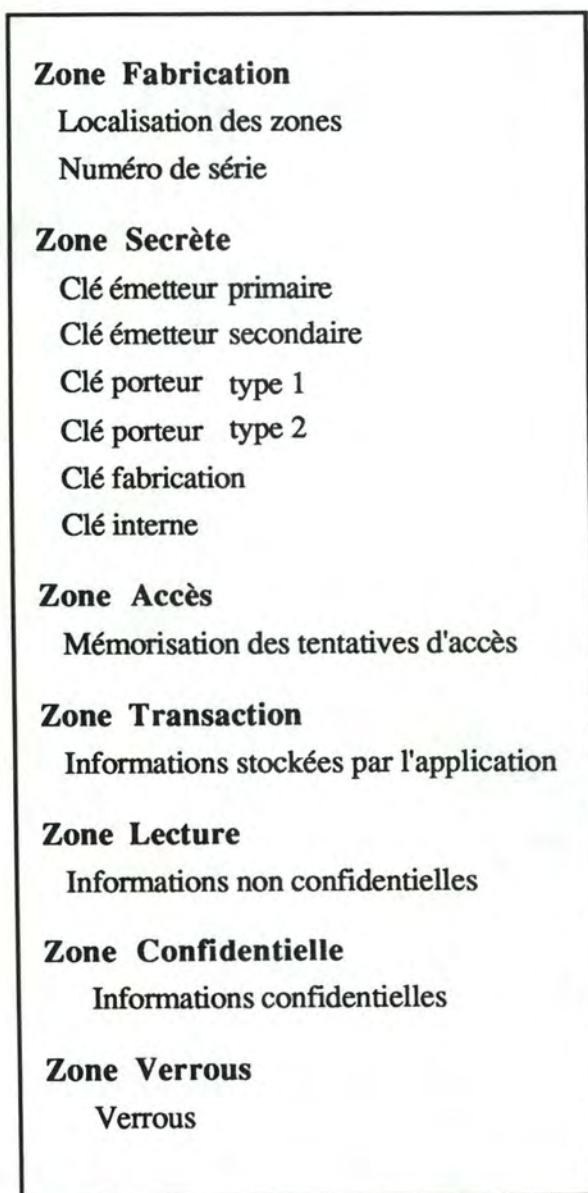 Zone Fabrication
Localisation des zones
Numéro de série
Zone Secrète
Clé émetteur primaire
Clé émetteur secondaire
Clé porteur type 1
Clé porteur type 2
Clé fabrication
Clé interne
Zone Accès
Mémorisation des tentatives d'accès
Zone Transaction
Informations stockées par l'application
Zone Lecture
Informations non confidentielles
Zone Confidentielle
Informations confidentielles
Zone Verrous
Verrous